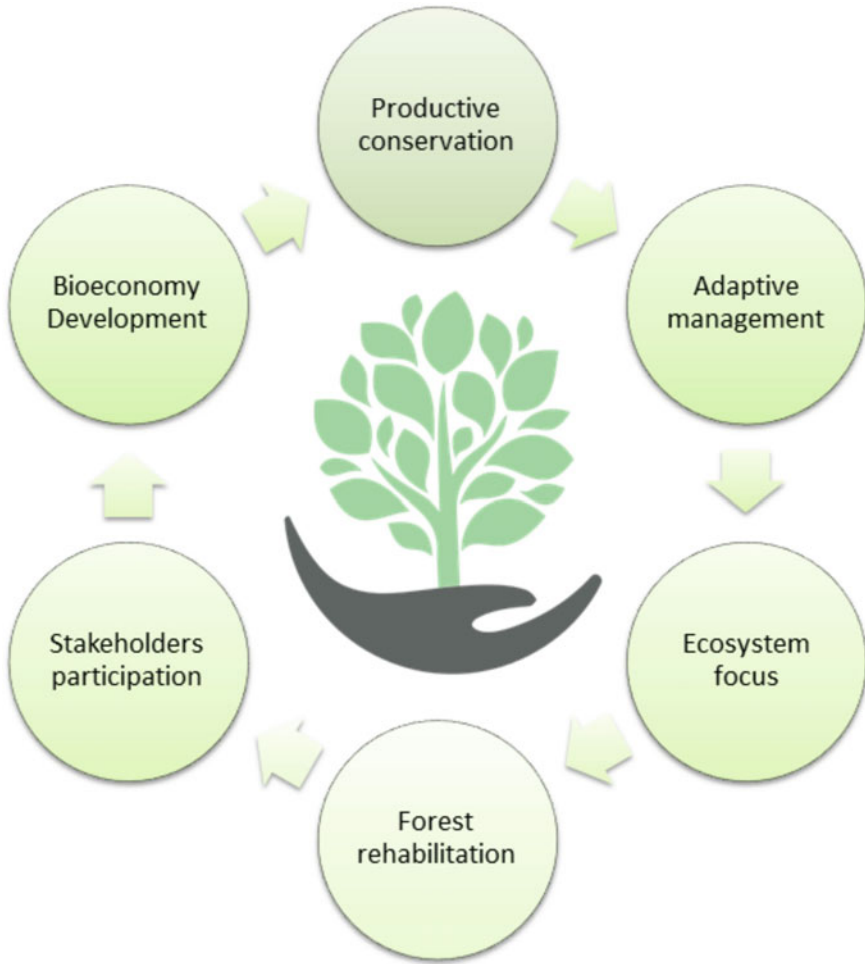 Productive
conservation
Adaptive
management
Ecosystem
focus
Forest
rehabilitation
Stakeholders
participation
Bioeconomy
Development